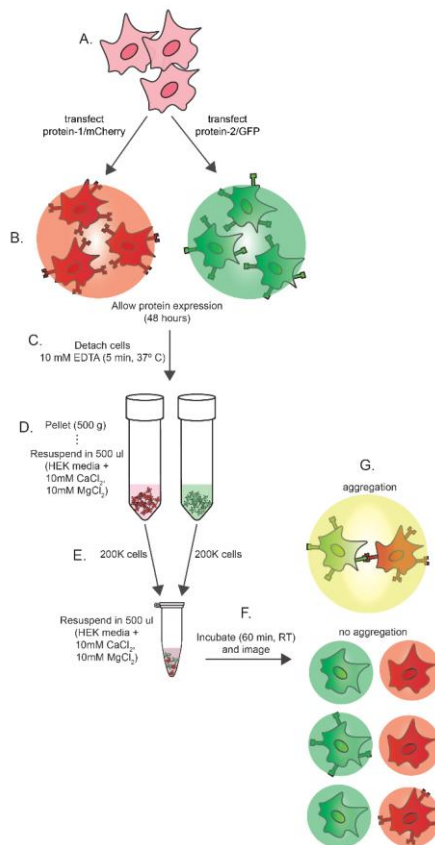 A.
transfect
protein-1/mCherry
transfect
protein-2/GFP
B.
Allow protein expression
(48 hours)
C.
Detach cells
10 mM EDTA (5 min, 37º C)
D.
Pellet (500 g)
Resuspend in 500 ul
(HEK media +
10mM CaCl₂,
10mM MgCl₂)
E.
200K cells
200K cells
Resuspend in 500 ul
(HEK media +
10mM CaCl₂,
10mM MgCl₂)
F.
Incubate (60 min, RT)
and image
G.
aggregation
no aggregation